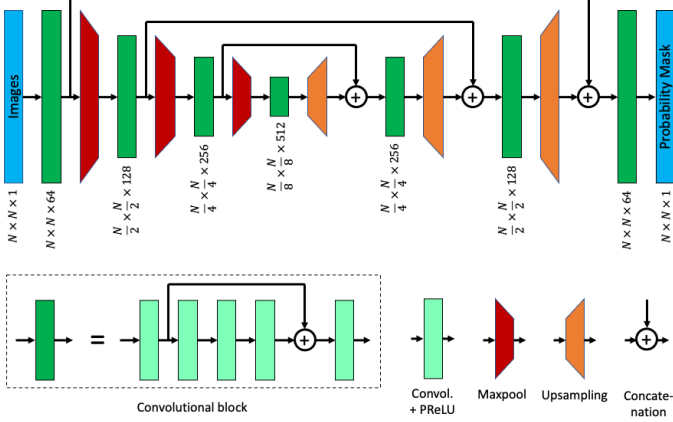 Images
Probability Mask
N × N × 1
N × N × 64
N/2 × N/2 × 128
N/4 × N/4 × 256
N/8 × N/8 × 512
N/4 × N/4 × 256
N/2 × N/2 × 128
N × N × 64
N × N × 1
=
+
+
+
+
+
Convolutional block
Convol.
+ PReLU
Maxpool
Upsampling
Concate-
nation